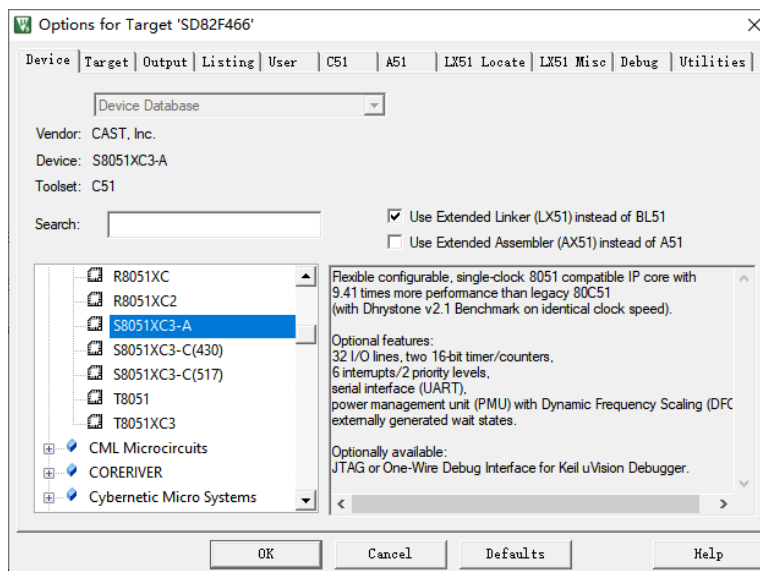 Options for Target 'SD82F466'
Device Target Output Listing User C51 A51 LX51 Locate LX51 Misc Debug Utilities
Device Database
Vendor: CAST, Inc.
Device: S8051XC3-A
Toolset: C51
Search:
Use Extended Linker (LX51) instead of BL51
Use Extended Assembler (AX51) instead of A51
R8051XC
R8051XC2
S8051XC3-A
S8051XC3-C(430)
S8051XC3-C(517)
T8051
T8051XC3
CML Microcircuits
CORERIVER
Cybernetic Micro Systems
Flexible configurable, single-clock 8051 compatible IP core with
9.41 times more performance than legacy 80C51
(with Dhrystone v2.1 Benchmark on identical clock speed).
Optional features:
32 I/O lines, two 16-bit timer/counters,
6 interrupts/2 priority levels,
serial interface (UART),
power management unit (PMU) with Dynamic Frequency Scaling (DFC
externally generated wait states.
Optionally available:
JTAG or One-Wire Debug Interface for Keil uVision Debugger.
OK Cancel Defaults Help